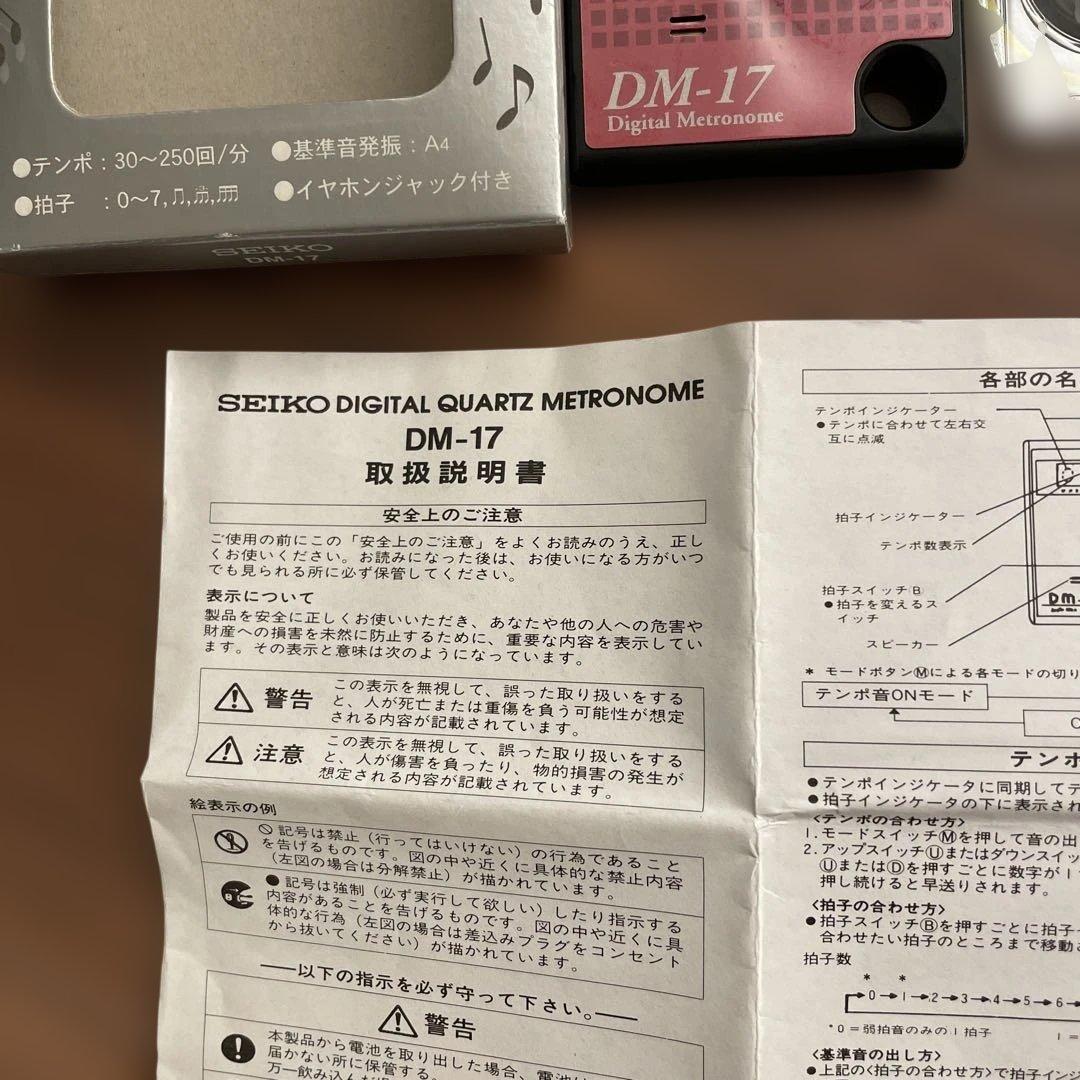 ●テンポ：30〜250回/分 ●基準音発振：A4
●拍子　：0〜7, ●イヤホンジャック付き
SEIKO
DM-17
DM-17
Digital Metronome
SEIKO DIGITAL QUARTZ METRONOME
DM-17
取扱説明書
安全上のご注意
ご使用の前にこの「安全上のご注意」をよくお読みのうえ、正し
くお使いください。お読みになった後は、お使いになる方がいつ
でも見られる所に必ず保管してください。
表示について
製品を安全に正しくお使いいただき、あなたや他の人への危害や
財産への損害を未然に防止するために、重要な内容を表示してい
ます。その表示と意味は次のようになっています。
警告
この表示を無視して、誤った取り扱いをする
と、人が死亡または重傷を負う可能性が想定
される内容が記載されています。
注意
この表示を無視して、誤った取り扱いをする
と、人が傷害を負ったり、物的損害の発生が
想定される内容が記載されています。
絵表示の例
記号は禁止（行ってはいけない）の行為であること
を告げるものです。図の中や近くに具体的な禁止内容
（左図の場合は分解禁止）が描かれています。
●記号は強制（必ず実行して欲しい）したり指示する
内容があることを告げるものです。図の中や近くに具
体的な行為（左図の場合は差込みプラグをコンセント
から抜いてください）が描かれています。
──以下の指示を必ず守って下さい。──
警告
本製品から電池を取り出した場合、電池は
届かない所に保管する。
万一飲み込んだ
各部の名
テンポインジケーター
●テンポに合わせて左右交
互に点滅
拍子インジケーター
テンポ数表示
拍子スイッチⒷ
●拍子を変えるス
イッチ
スピーカー
DM-
* モードボタンⓂによる各モードの切り
テンポ音ONモード
テンポ
●テンポインジケータに同期してテ
●拍子インジケータの下に表示され
<テンポの合わせ方>
1. モードスイッチⓂを押して音の出
2. アップスイッチⓊまたはダウンスイッ
ⓊまたはⒹを押すごとに数字が1
押し続けると早送りされます。
<拍子の合わせ方>
●拍子スイッチⒷを押すごとに拍子イ
合わせたい拍子のところまで移動さ
拍子数
* *
0→1→2→3→4→5→6→
*0＝弱拍音のみの1拍子 1＝
<基準音の出し方>
●上記の<拍子の合わせ方>で拍子インジ